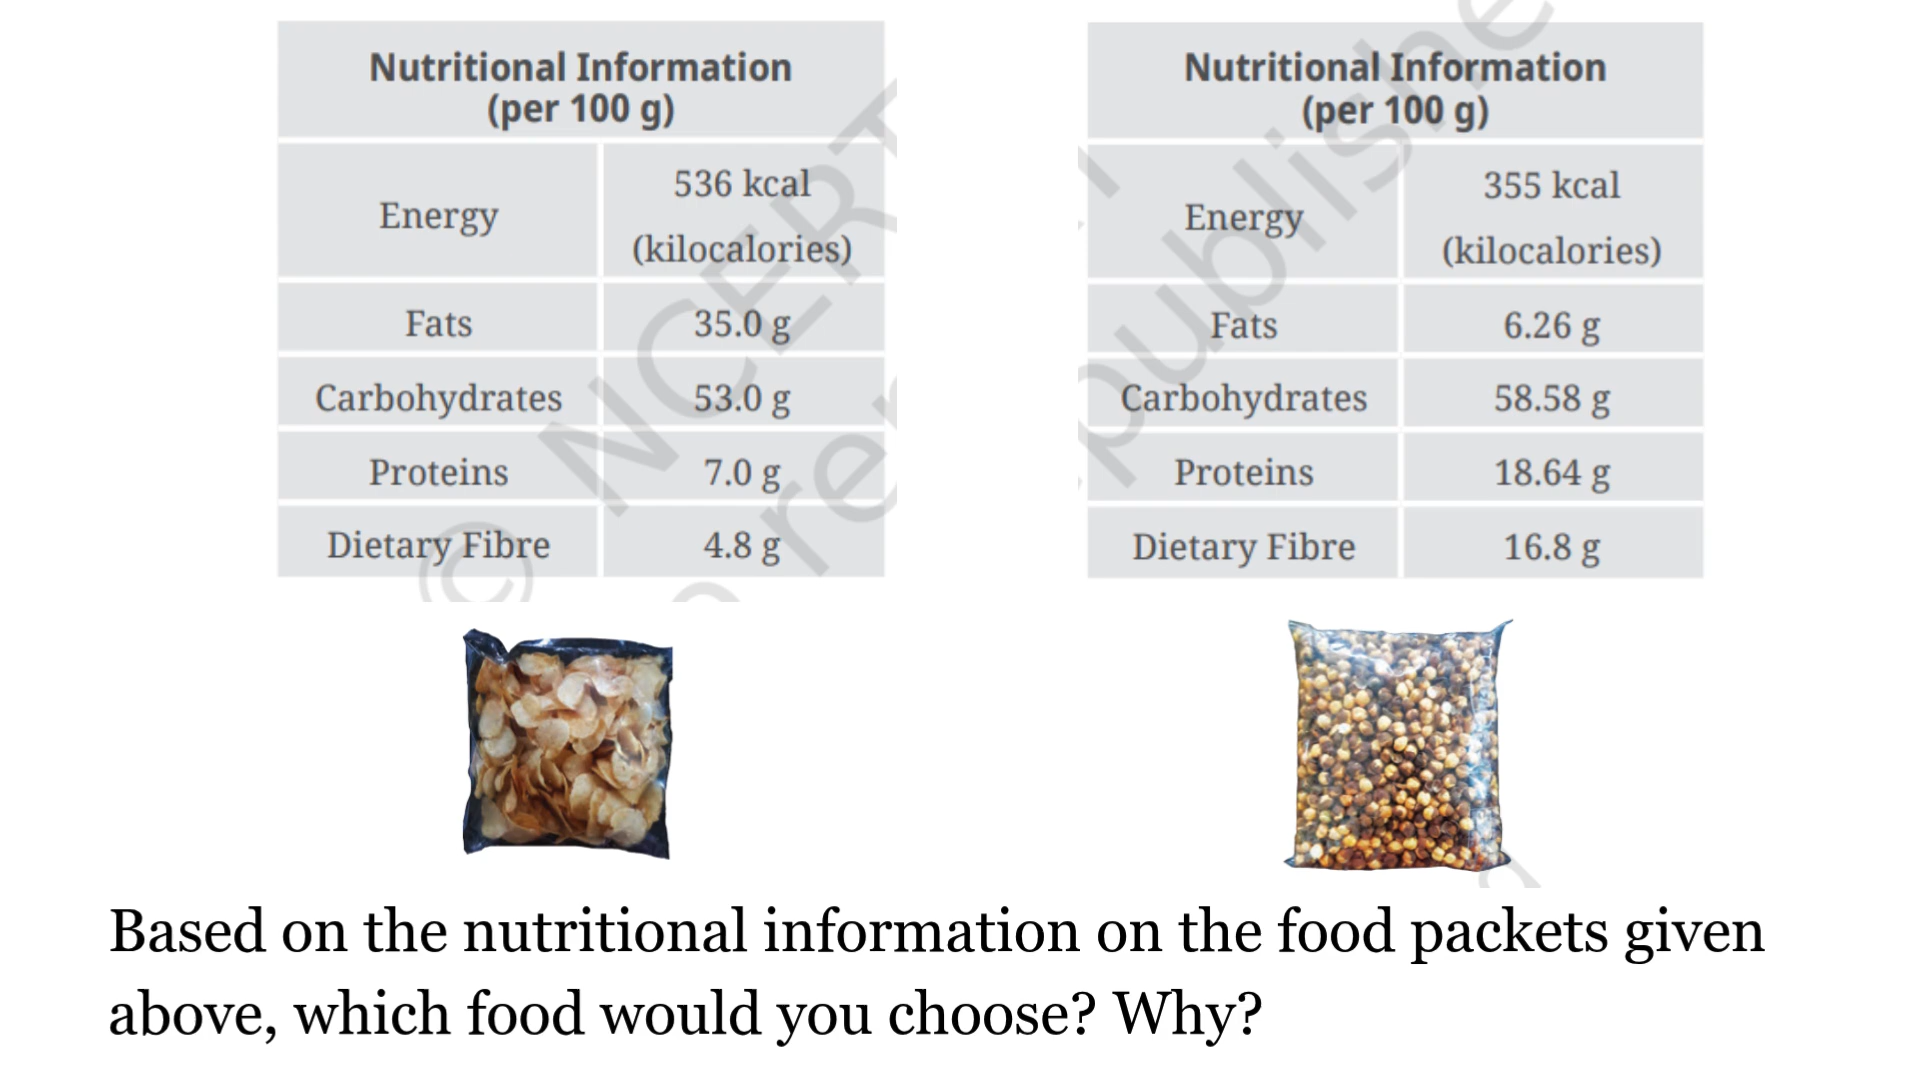 Nutritional Information
(per 100 g)
Energy
536 kcal
(kilocalories)
Fats
35.0 g
Carbohydrates
53.0 g
Proteins
7.0 g
Dietary Fibre
4.8 g
© NCERT
Nutritional Information
(per 100 g)
Energy
355 kcal
(kilocalories)
Fats
6.26 g
Carbohydrates
58.58 g
Proteins
18.64 g
Dietary Fibre
16.8 g
Based on the nutritional information on the food packets given
above, which food would you choose? Why?